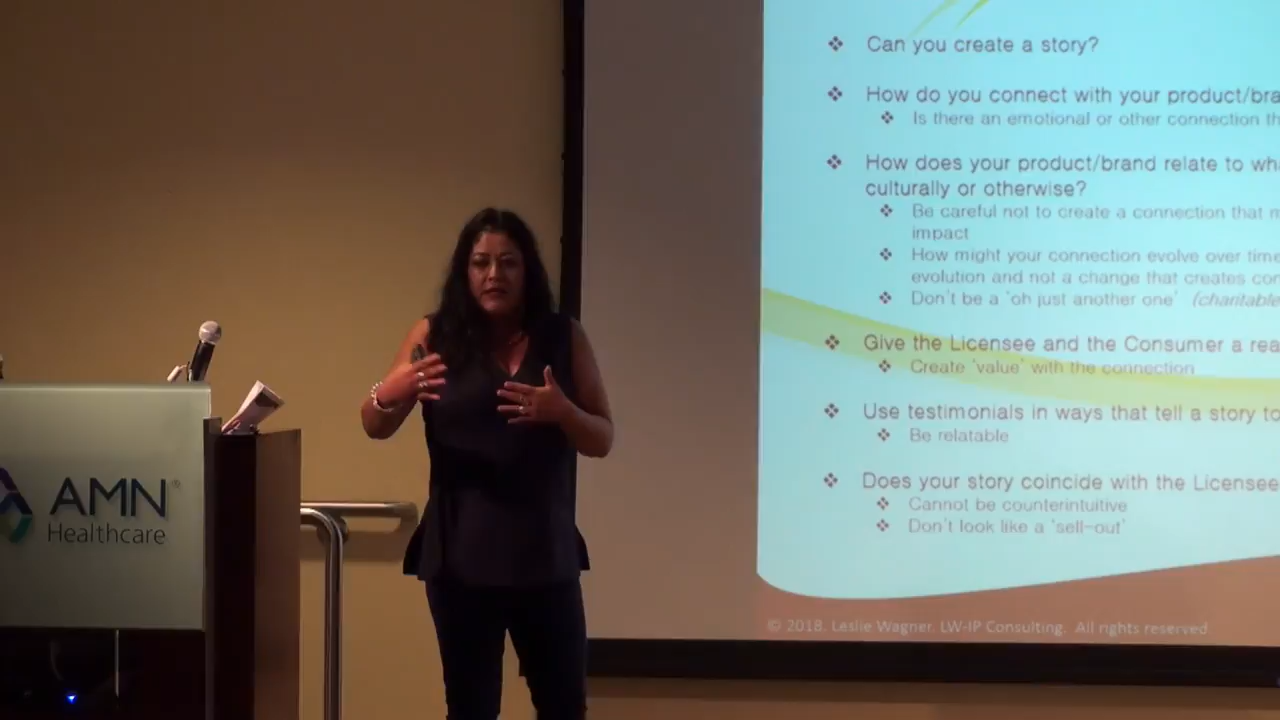 Can you create a story?
How do you connect with your product/bra
Is there an emotional or other connection th
How does your product/brand relate to wha
culturally or otherwise?
Be careful not to create a connection that m
impact
How might your connection evolve over time
evolution and not a change that creates con
Don't be a 'oh just another one' (charitable
Give the Licensee and the Consumer a rea
Create 'value' with the connection
Use testimonials in ways that tell a story to
Be relatable
Does your story coincide with the Licensee
Cannot be counterintuitive
Don't look like a 'sell-out'
© 2018. Leslie Wagner. LW-IP Consulting. All rights reserved
AMN®
Healthcare